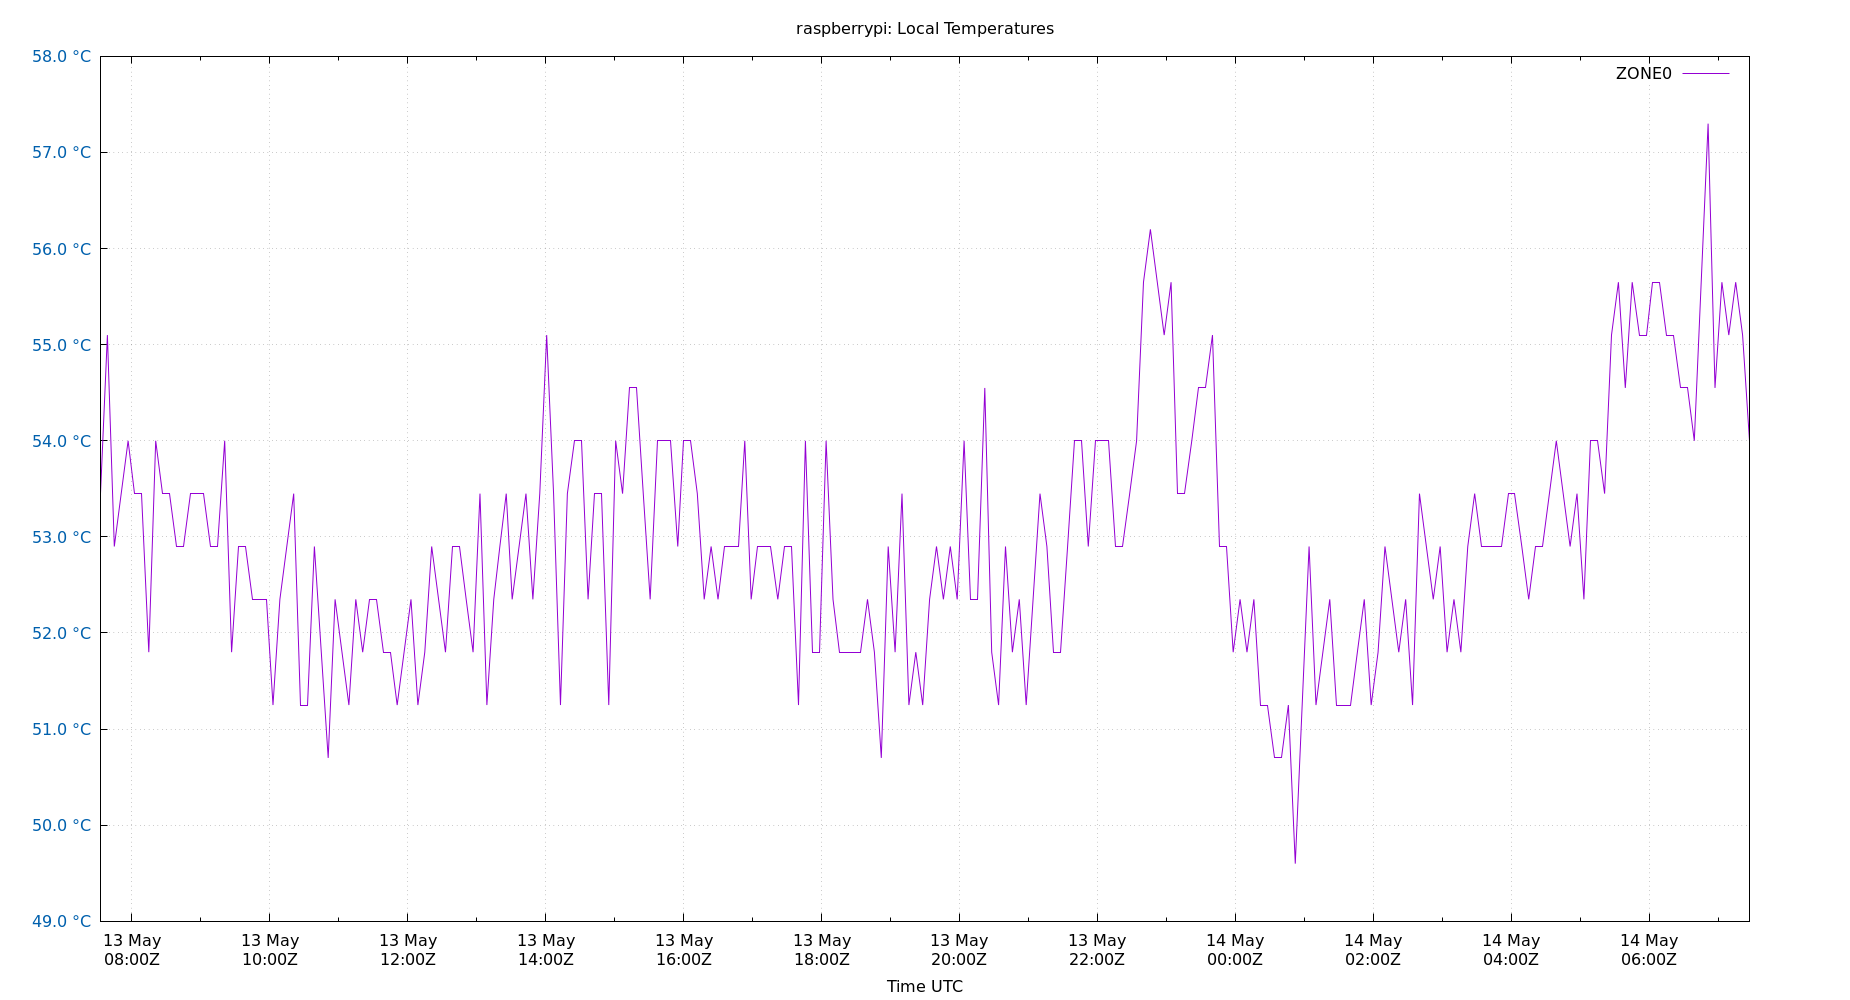 raspberrypi: Local Temperatures
58.0 °C
ZONE0
57.0 °C
56.0 °C
55.0 °C
54.0 °C
53.0 °C
52.0 °C
51.0 °C
50.0 °C
49.0 °C
13 May 13 May 13 May 13 May 13 May 13 May 13 May 13 May 14 May 14 May 14 May 14 May
08:00Z 10:00Z 12:00Z 14:00Z 16:00Z 18:00Z 20:00Z 22:00Z 00:00Z 02:00Z 04:00Z 06:00Z
Time UTC